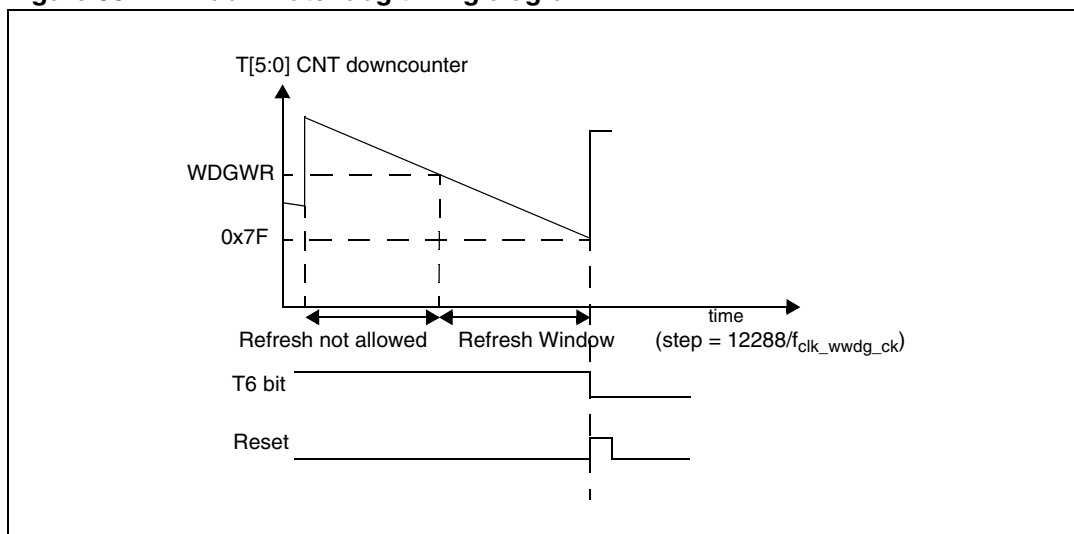 T[5:0] CNT downcounter
WDGWR
0x7F
time
Refresh not allowed Refresh Window (step = 12288/fclk_wwdg_ck)
T6 bit
Reset